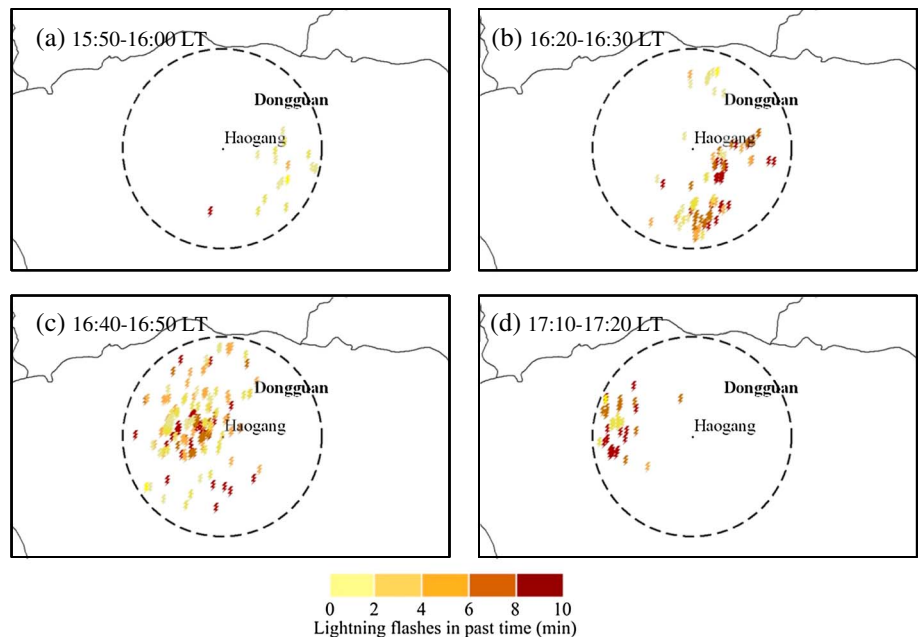 (a) 15:50-16:00 LT
Dongguan
Haogang
(b) 16:20-16:30 LT
Dongguan
Haogang
(c) 16:40-16:50 LT
Dongguan
Haogang
(d) 17:10-17:20 LT
Dongguan
Haogang
0 2 4 6 8 10
Lightning flashes in past time (min)